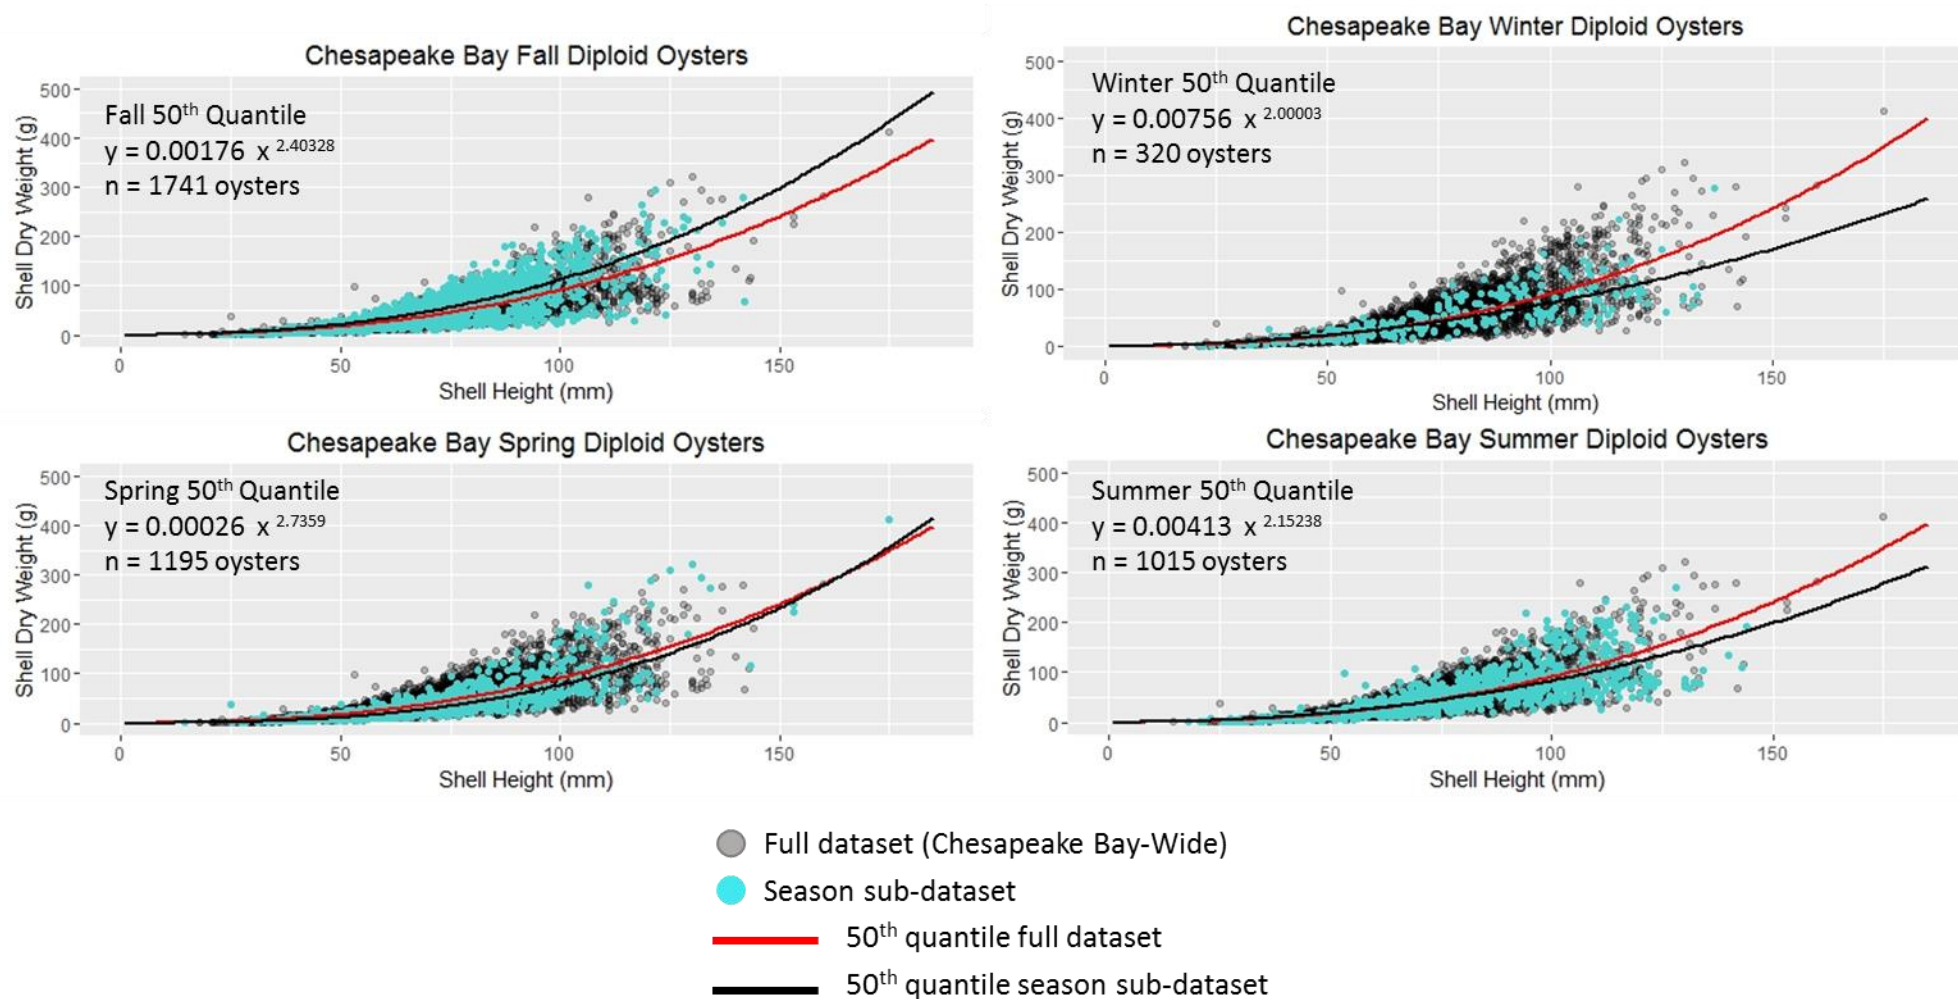 Chesapeake Bay Fall Diploid Oysters
Fall 50th Quantile
y = 0.00176 x 2.40328
n = 1741 oysters
500
400
300
200
100
0
Shell Dry Weight (g)
0 50 100 150
Shell Height (mm)
Chesapeake Bay Winter Diploid Oysters
Winter 50th Quantile
y = 0.00756 x 2.00003
n = 320 oysters
500
400
300
200
100
0
Shell Dry Weight (g)
0 50 100 150
Shell Height (mm)
Chesapeake Bay Spring Diploid Oysters
Spring 50th Quantile
y = 0.00026 x 2.7359
n = 1195 oysters
500
400
300
200
100
0
Shell Dry Weight (g)
0 50 100 150
Shell Height (mm)
Chesapeake Bay Summer Diploid Oysters
Summer 50th Quantile
y = 0.00413 x 2.15238
n = 1015 oysters
500
400
300
200
100
0
Shell Dry Weight (g)
0 50 100 150
Shell Height (mm)
Full dataset (Chesapeake Bay-Wide)
Season sub-dataset
50th quantile full dataset
50th quantile season sub-dataset